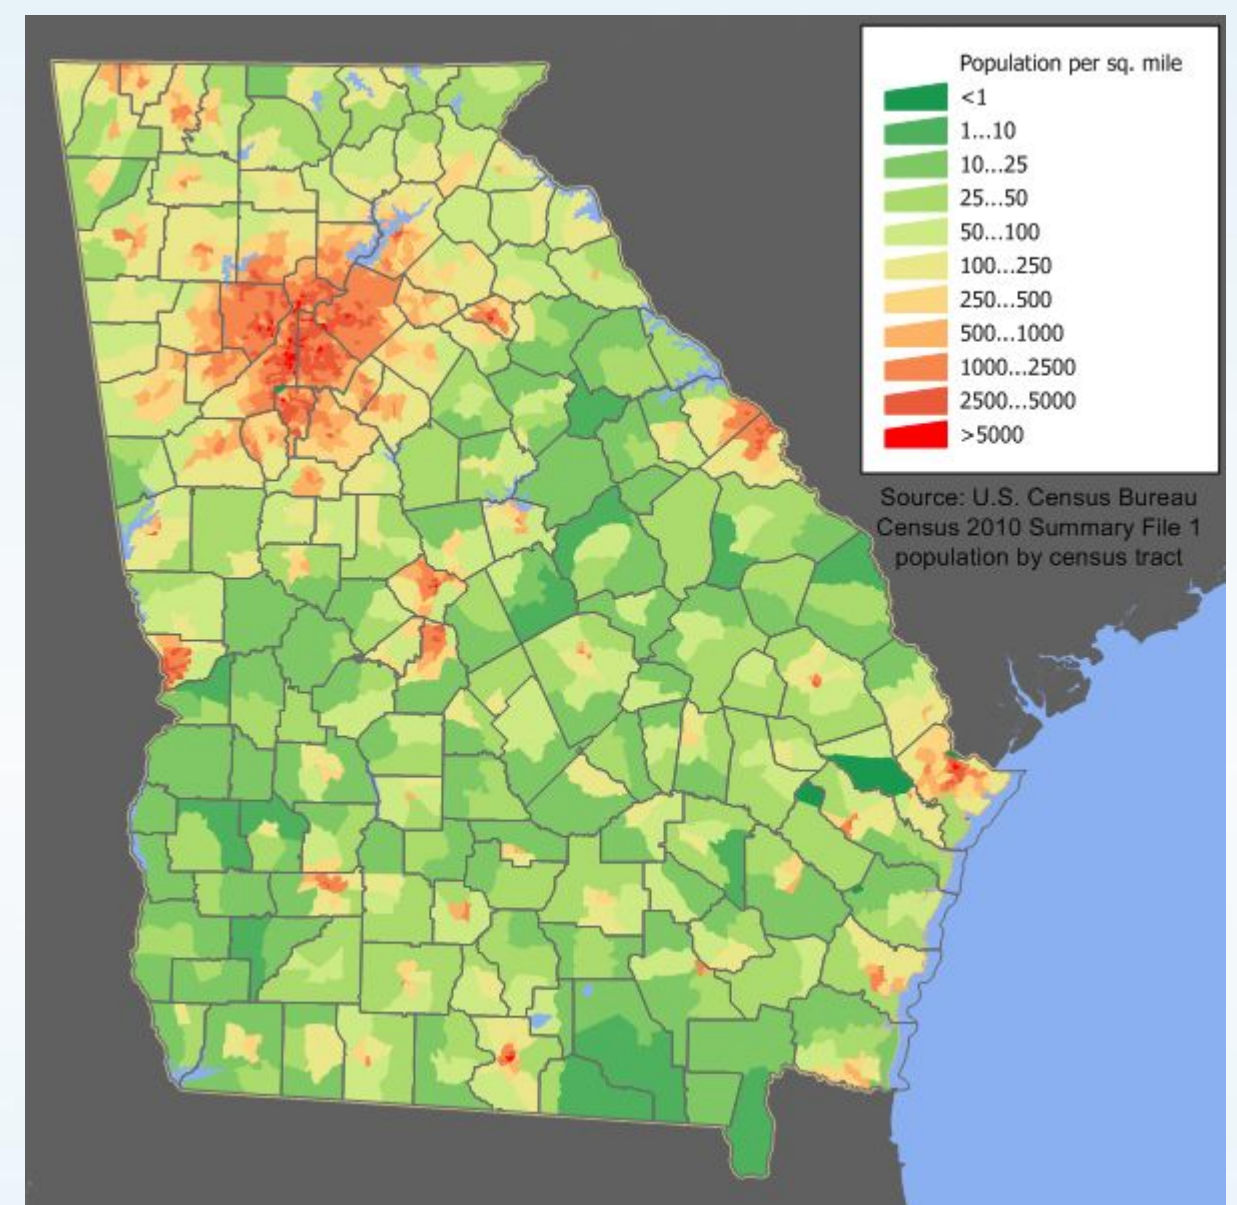 Population per sq. mile
<1
1...10
10...25
25...50
50...100
100...250
250...500
500...1000
1000...2500
2500...5000
>5000
Source: U.S. Census Bureau
Census 2010 Summary File 1
population by census tract